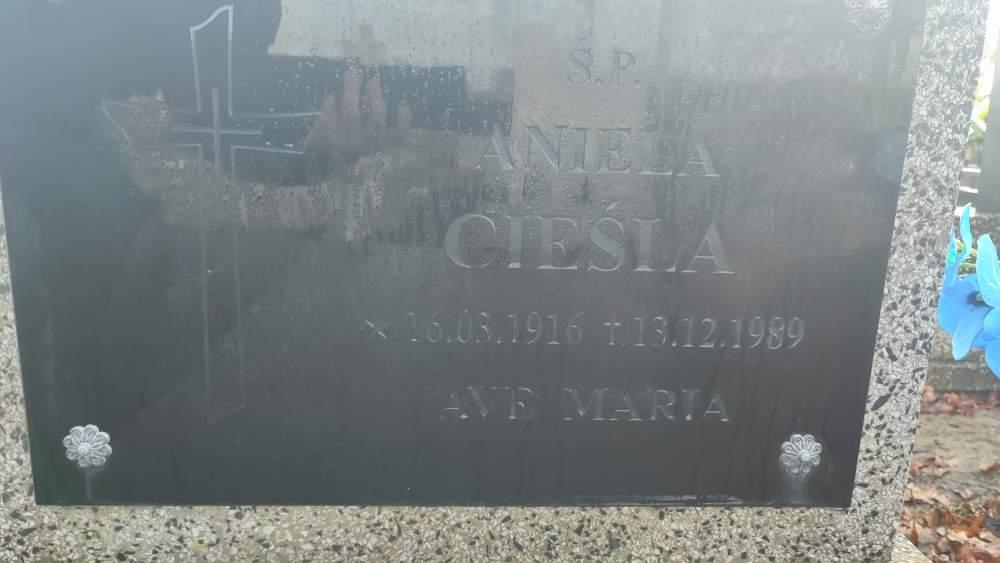 Ś.P.
ANIELA
CIEŚLA
* 16.03.1916 †.13.12.1989
AVE MARIA